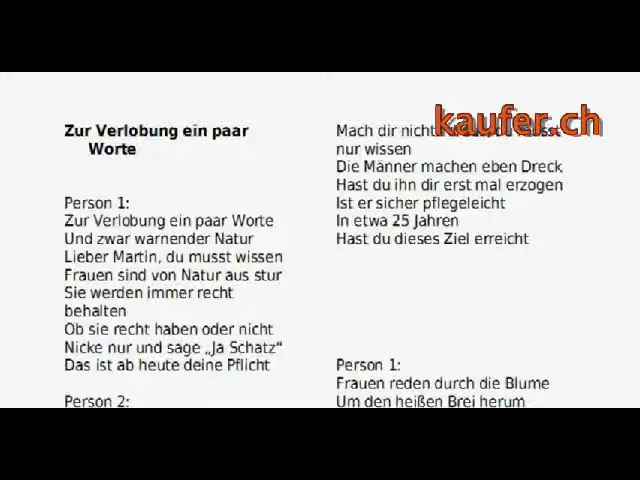 kaufer.ch
Zur Verlobung ein paar
Worte
Person 1:
Zur Verlobung ein paar Worte
Und zwar warnender Natur
Lieber Martin, du musst wissen
Frauen sind von Natur aus stur
Sie werden immer recht
behalten
Ob sie recht haben oder nicht
Nicke nur und sage „Ja Schatz“
Das ist ab heute deine Pflicht
Person 2:
Mach dir nichts
nur wissen
Die Männer machen eben Dreck
Hast du ihn dir erst mal erzogen
Ist er sicher pflegeleicht
In etwa 25 Jahren
Hast du dieses Ziel erreicht
Person 1:
Frauen reden durch die Blume
Um den heißen Brei herum